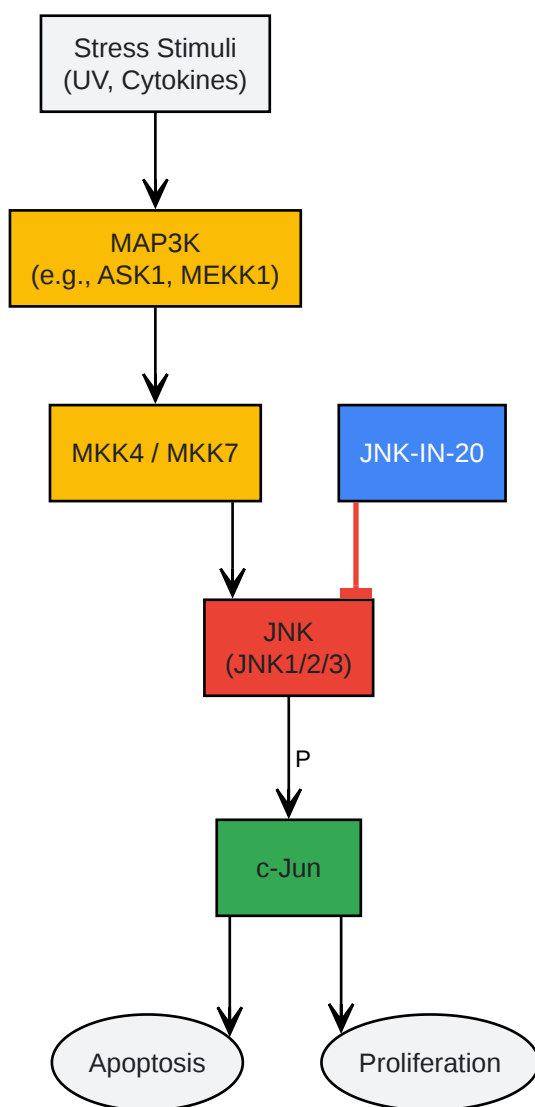 Stress Stimuli
(UV, Cytokines)
MAP3K
(e.g., ASK1, MEKK1)
MKK4 / MKK7
JNK-IN-20
JNK
(JNK1/2/3)
P
c-Jun
Apoptosis
Proliferation